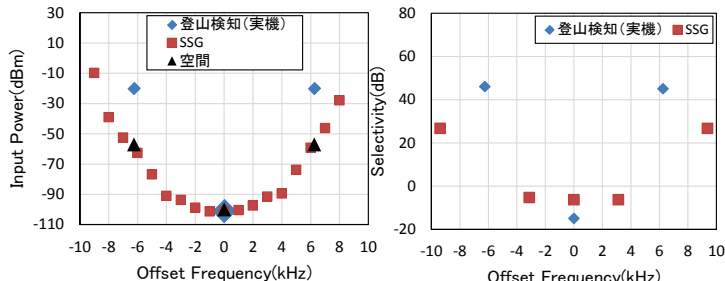 30
10
-10
-30
-50
-70
-90
-110
Input Power(dBm)
登山検知(実機)
SSG
空間
-10 -8 -6 -4 -2 0 2 4 6 8 10
Offset Frequency(kHz)
80
60
40
20
0
-20
Selectivity(dB)
登山検知(実機) SSG
-10 -8 -6 -4 -2 0 2 4 6 8 10
Offset Frequency(kHz)